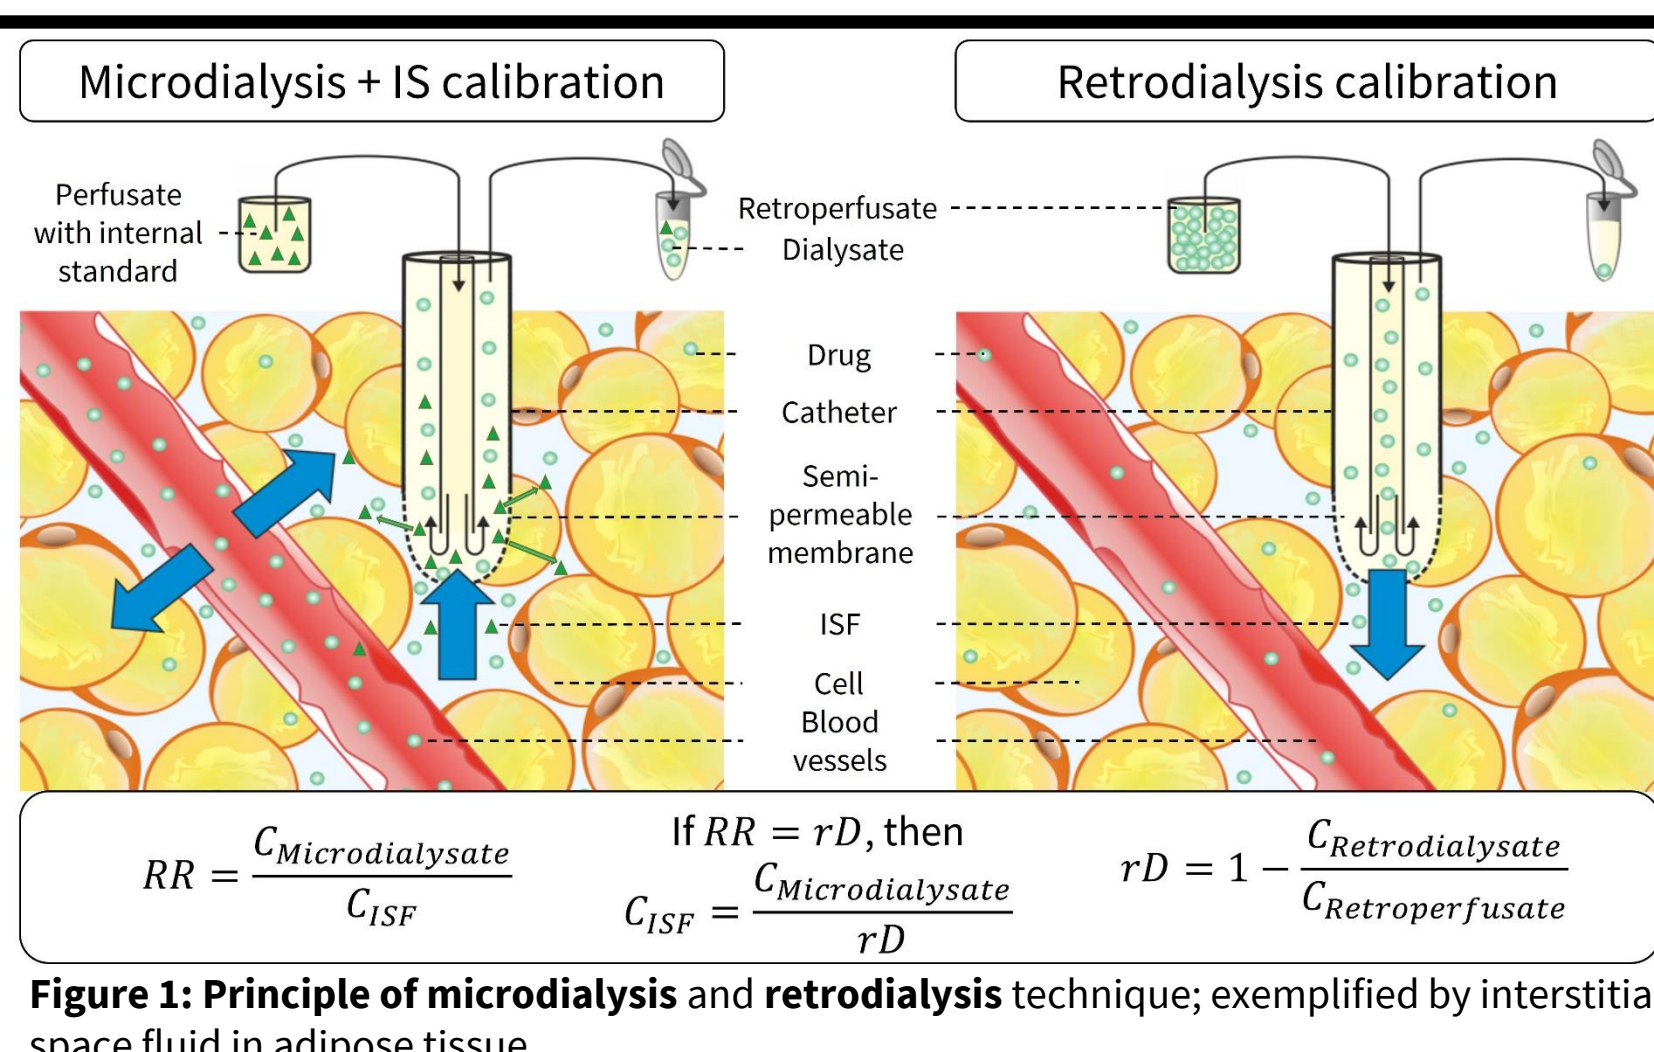 Microdialysis + IS calibration
Retrodialysis calibration
Perfusate
with internal
standard
Retroperfusate
Dialysate
Drug
Catheter
Semi-
permeable
membrane
ISF
Cell
Blood
vessels
RR = C_Microdialysate / C_ISF
If RR = rD, then
C_ISF = C_Microdialysate / rD
rD = 1 − C_Retrodialysate / C_Retroperfusate
Figure 1: Principle of microdialysis and retrodialysis technique; exemplified by interstitia
space fluid in adipose tissue